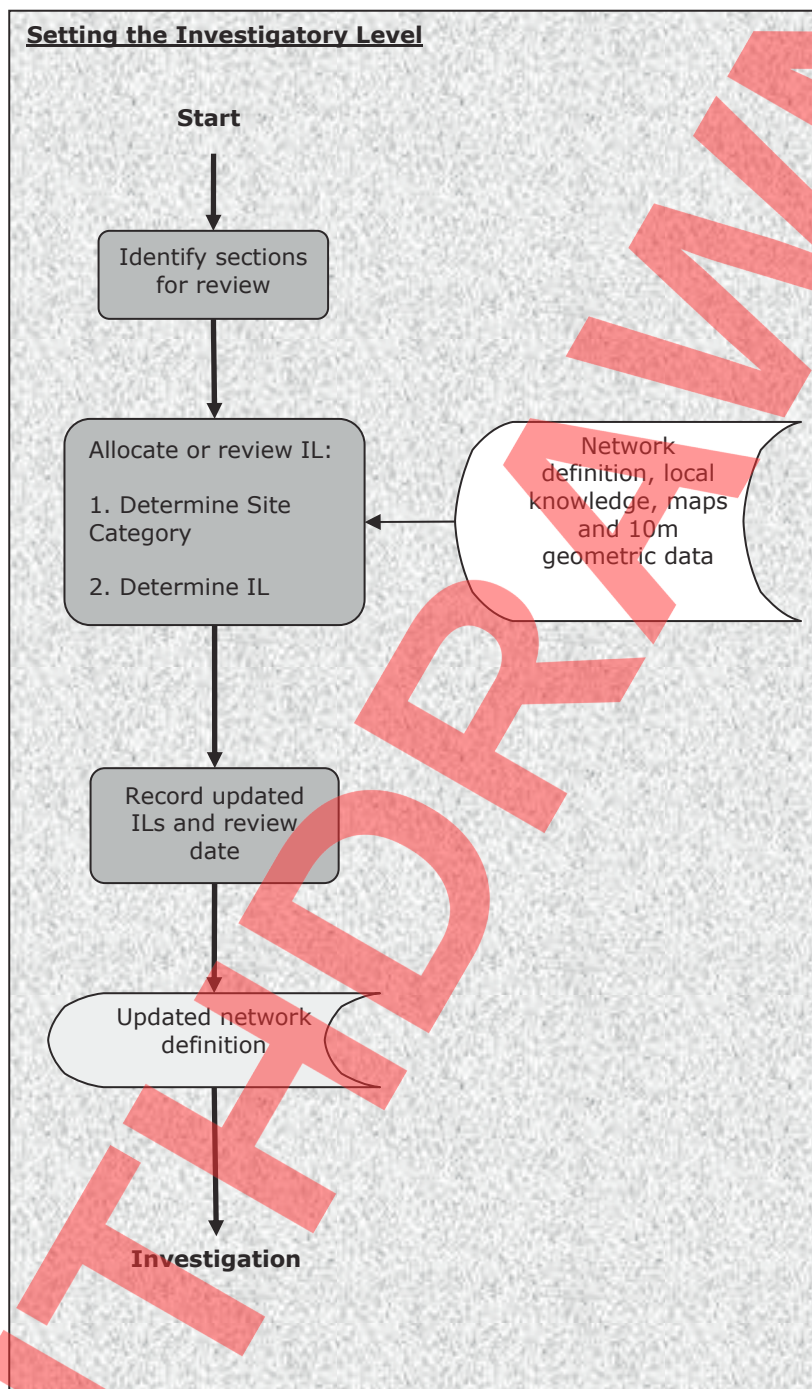 Setting the Investigatory Level
Start
Identify sections
for review
Allocate or review IL:
1. Determine Site
Category
2. Determine IL
Network
definition, local
knowledge, maps
and 10m
geometric data
Record updated
ILs and review
date
Updated network
definition
Investigation
ITHDRAWN